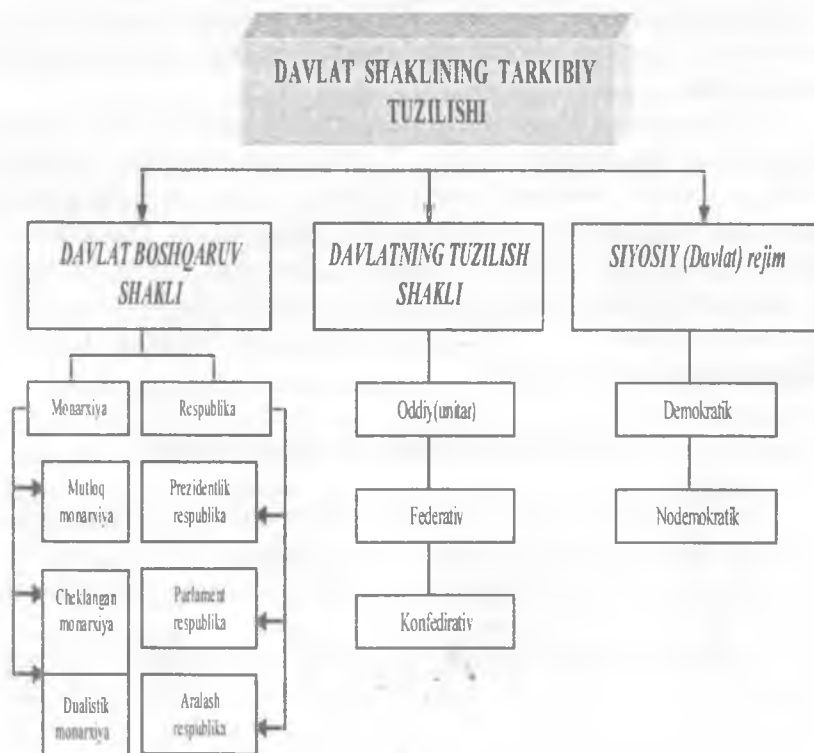 DAVLAT SHAKLINING TARKIBIY
TUZILISHI
DAVLAT BOSHQARUV
SHAKLI
DAVLATNING TUZILISH
SHAKLI
SIYOSIY (Davlat) rejim
Monarxiya
Respublika
Oddiy(unitar)
Demokratik
Mutloq
monarxiya
Prezidentlik
respublika
Federativ
Nodemokratik
Cheklangan
monarxiya
Parlament
respublika
Konfedirativ
Dualistik
monarxiya
Aralash
respublika